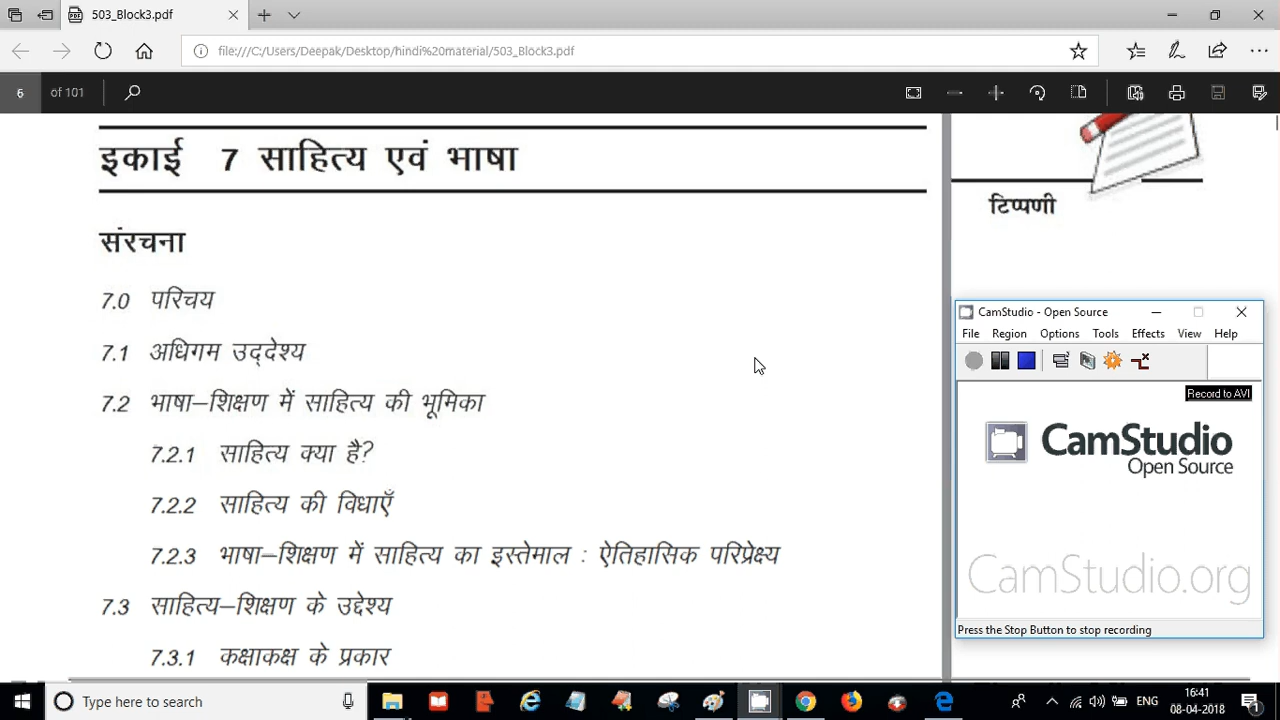 503_Block3.pdf
file:///C:/Users/Deepak/Desktop/hindi%20material/503_Block3.pdf
6 of 101
इकाई 7 साहित्य एवं भाषा
टिप्पणी
संरचना
7.0 परिचय
7.1 अधिगम उद्देश्य
7.2 भाषा–शिक्षण में साहित्य की भूमिका
7.2.1 साहित्य क्या है?
7.2.2 साहित्य की विधाएँ
7.2.3 भाषा–शिक्षण में साहित्य का इस्तेमाल : ऐतिहासिक परिप्रेक्ष्य
7.3 साहित्य–शिक्षण के उद्देश्य
7.3.1 कक्षाकक्ष के प्रकार
CamStudio - Open Source
File Region Options Tools Effects View Help
Record to AVI
CamStudio
Open Source
CamStudio.org
Press the Stop Button to stop recording
Type here to search
ENG
16:41
08-04-2018
1